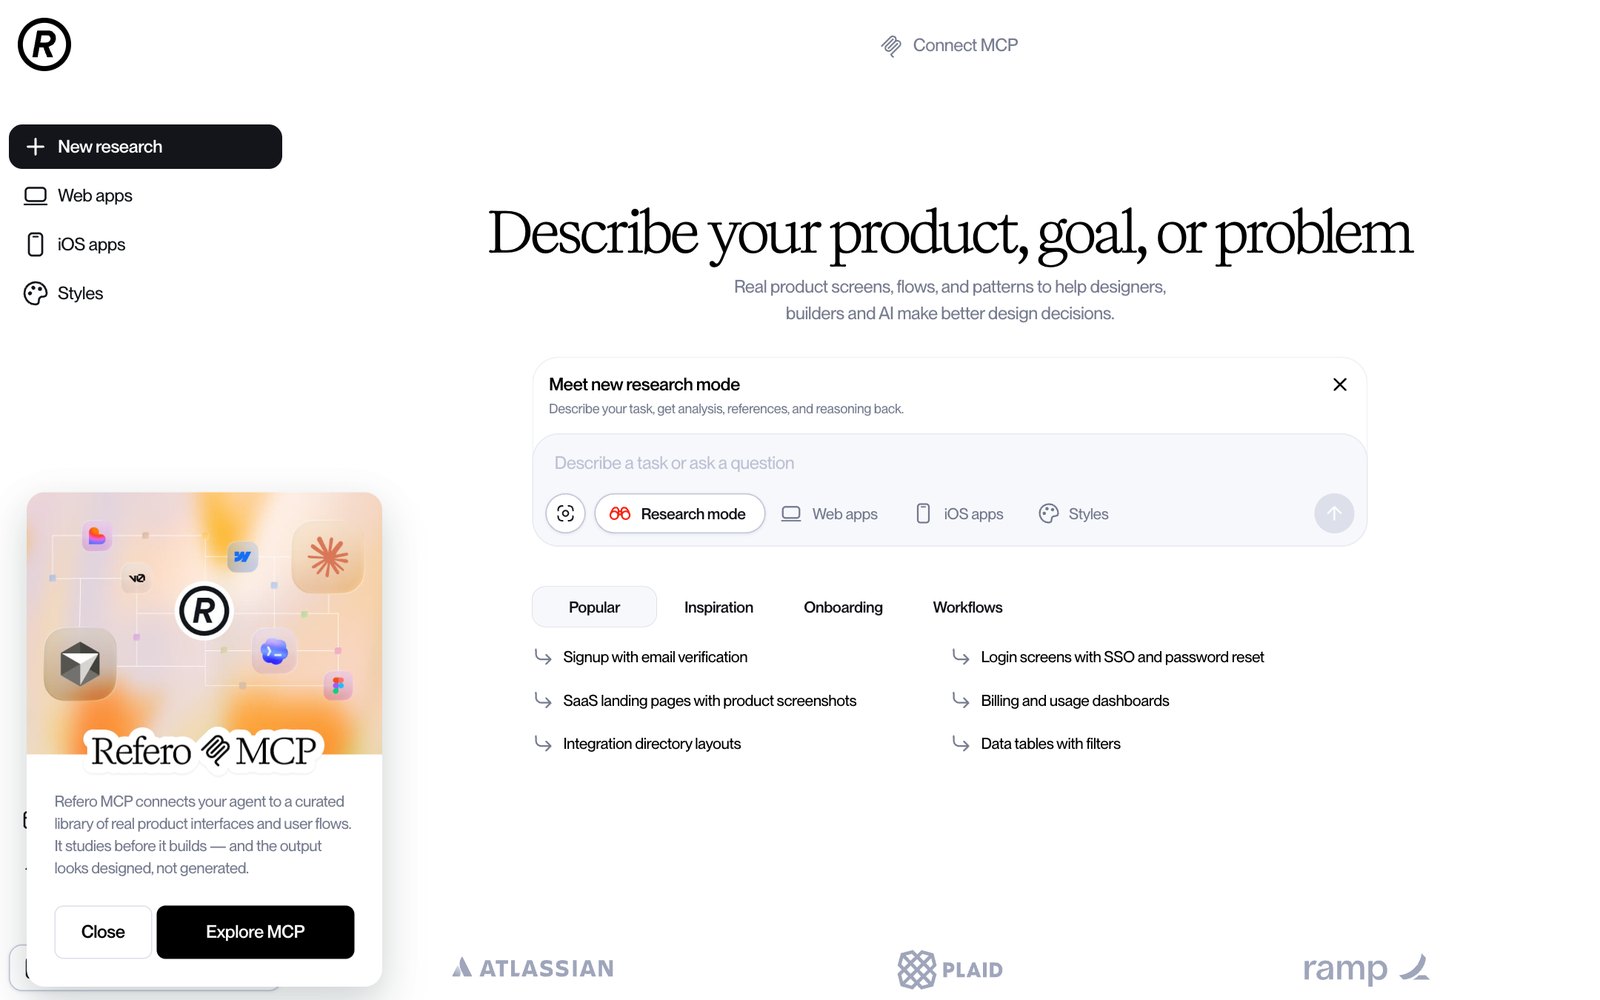 R
Connect MCP
New research
Web apps
iOS apps
Styles
Describe your product, goal, or problem
Real product screens, flows, and patterns to help designers,
builders and AI make better design decisions.
Meet new research mode
Describe your task, get analysis, references, and reasoning back.
Describe a task or ask a question
Research mode
Web apps
iOS apps
Styles
Popular
Inspiration
Onboarding
Workflows
Signup with email verification
Login screens with SSO and password reset
SaaS landing pages with product screenshots
Billing and usage dashboards
Integration directory layouts
Data tables with filters
v0
R
Refero MCP
Refero MCP connects your agent to a curated
library of real product interfaces and user flows.
It studies before it builds — and the output
looks designed, not generated.
Close
Explore MCP
ATLASSIAN
PLAID
ramp